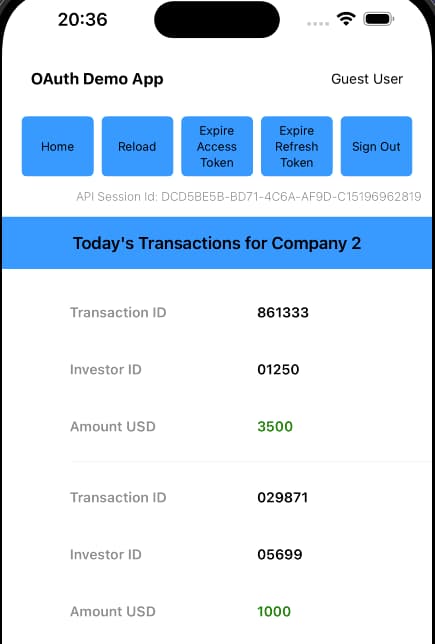 20:36
OAuth Demo App
Guest User
Home
Reload
Expire
Access
Token
Expire
Refresh
Token
Sign Out
API Session Id: DCD5BE5B-BD71-4C6A-AF9D-C15196962819
Today's Transactions for Company 2
Transaction ID 861333
Investor ID 01250
Amount USD 3500
Transaction ID 029871
Investor ID 05699
Amount USD 1000